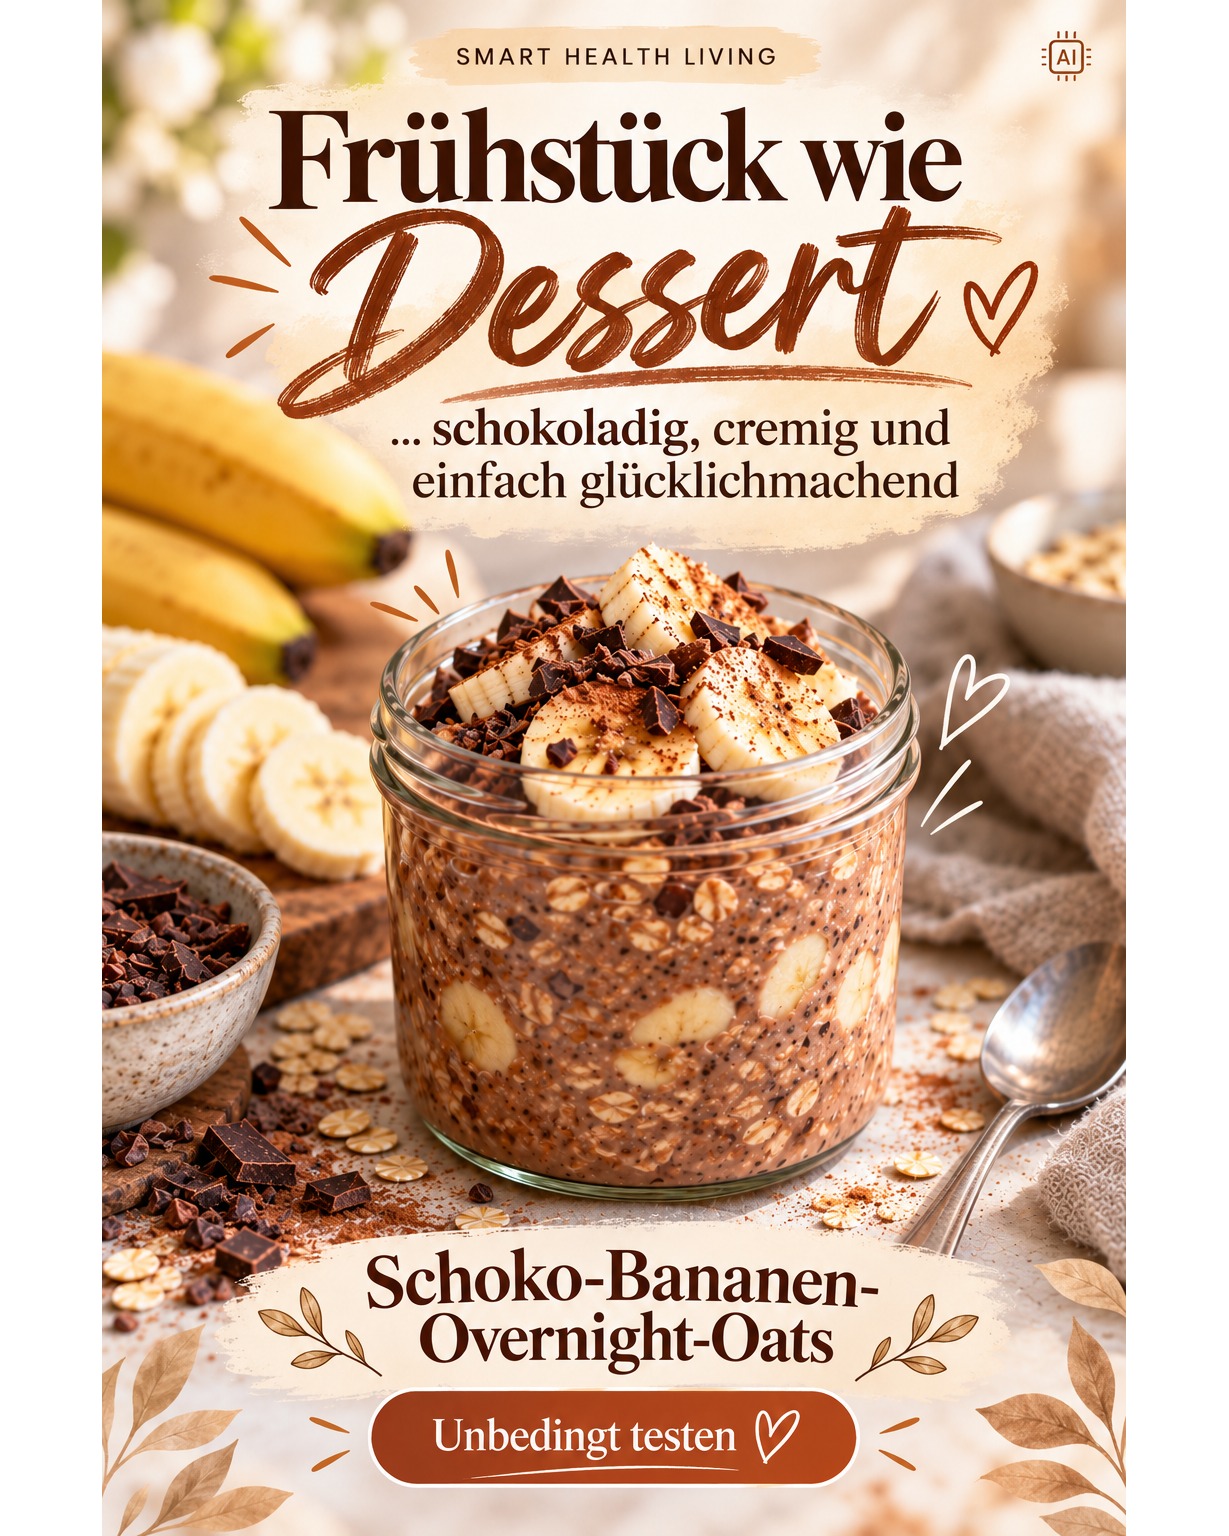 SMART HEALTH LIVING
AI
Frühstück wie
Dessert
... schokoladig, cremig und
einfach glücklichmachend
Schoko-Bananen-
Overnight-Oats
Unbedingt testen